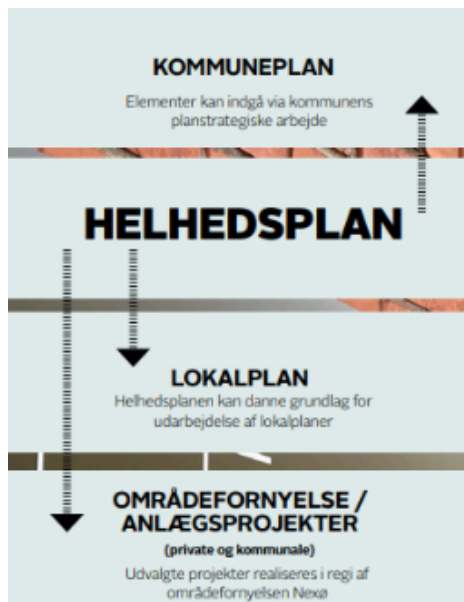 KOMMUNEPLAN
Elementer kan indgå via kommunens
planstrategiske arbejde
HELHEDSPLAN
LOKALPLAN
Helhedsplanen kan danne grundlag for
udarbejdelse af lokalplaner
OMRÅDEFORNYELSE /
ANLÆGSPROJEKTER
(private og kommunale)
Udvalgte projekter realiseres i regi af
områdefornyelsen Nexø